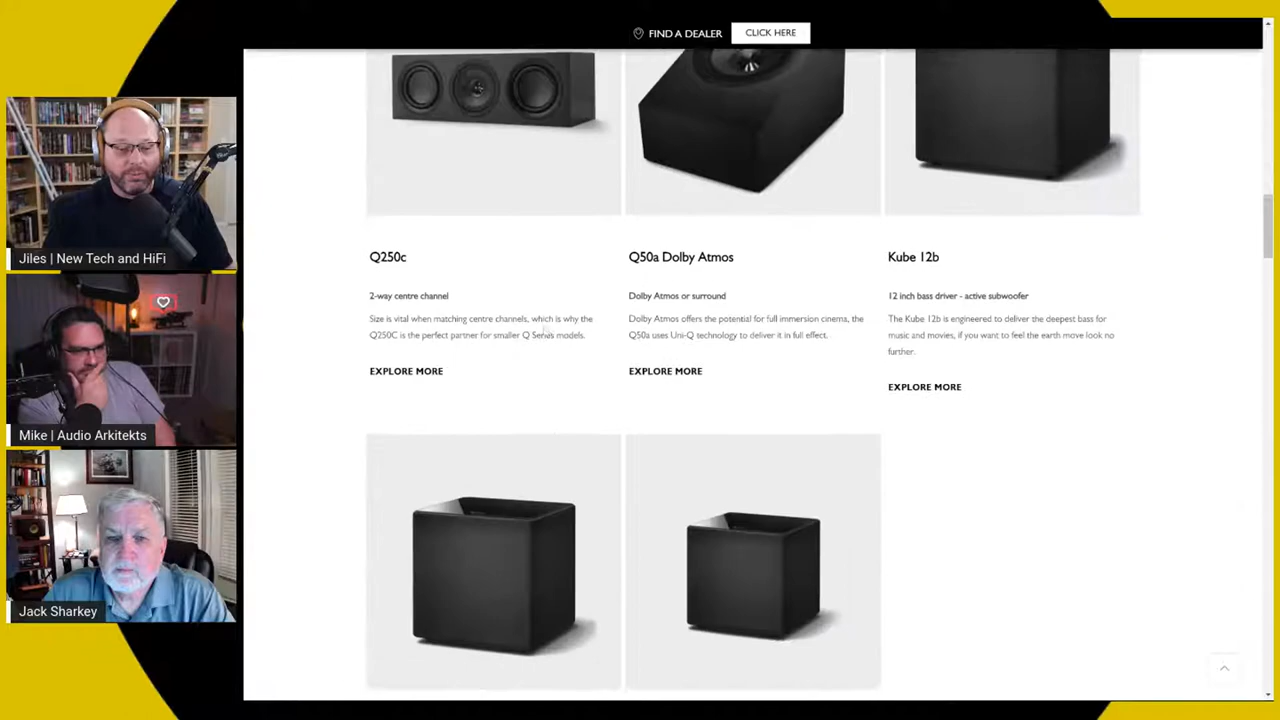 FIND A DEALER
CLICK HERE
Jiles | New Tech and HiFi
Mike | Audio Arkitekts
Jack Sharkey
Q250c
2-way centre channel
Size is vital when matching centre channels, which is why the
Q250C is the perfect partner for smaller Q Series models.
EXPLORE MORE
Q50a Dolby Atmos
Dolby Atmos or surround
Dolby Atmos offers the potential for full immersion cinema, the
Q50a uses Uni-Q technology to deliver it in full effect.
EXPLORE MORE
Kube 12b
12 inch bass driver - active subwoofer
The Kube 12b is engineered to deliver the deepest bass for
music and movies, if you want to feel the earth move look no
further.
EXPLORE MORE